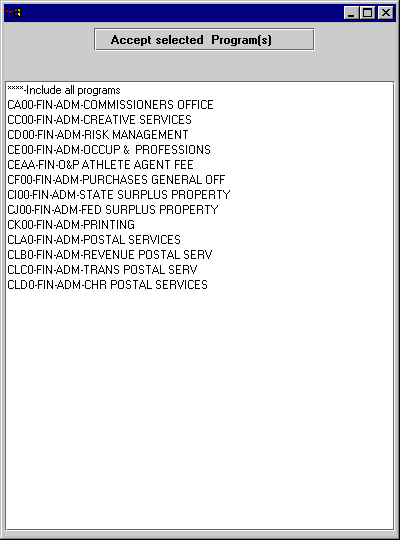 Accept selected Program(s)
****-Include all programs
CA00-FIN-ADM-COMMISSIONERS OFFICE
CC00-FIN-ADM-CREATIVE SERVICES
CD00-FIN-ADM-RISK MANAGEMENT
CE00-FIN-ADM-OCCUP & PROFESSIONS
CEAA-FIN-O&P ATHLETE AGENT FEE
CF00-FIN-ADM-PURCHASES GENERAL OFF
CI00-FIN-ADM-STATE SURPLUS PROPERTY
CJ00-FIN-ADM-FED SURPLUS PROPERTY
CK00-FIN-ADM-PRINTING
CLA0-FIN-ADM-POSTAL SERVICES
CLB0-FIN-ADM-REVENUE POSTAL SERV
CLC0-FIN-ADM-TRANS POSTAL SERV
CLD0-FIN-ADM-CHR POSTAL SERVICES